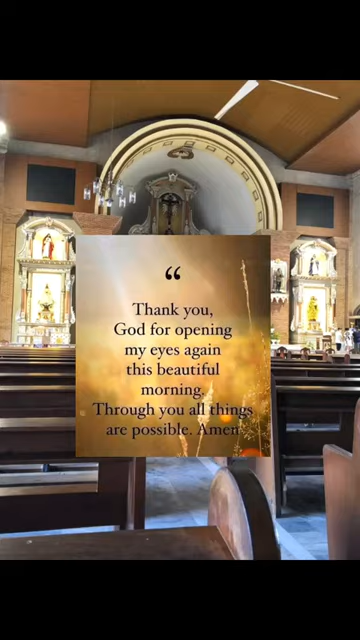 “
Thank you,
God for opening
my eyes again
this beautiful
morning.
Through you all things
are possible. Amen